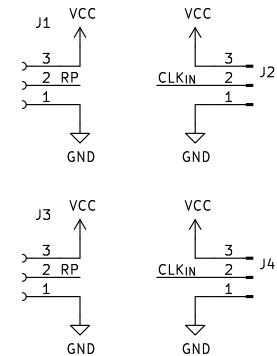 J1 VCC VCC
3 3 J2
2 RP CLKIN 2
1 1
GND GND
J3 VCC VCC
3 3 J4
2 RP CLKIN 2
1 1
GND GND